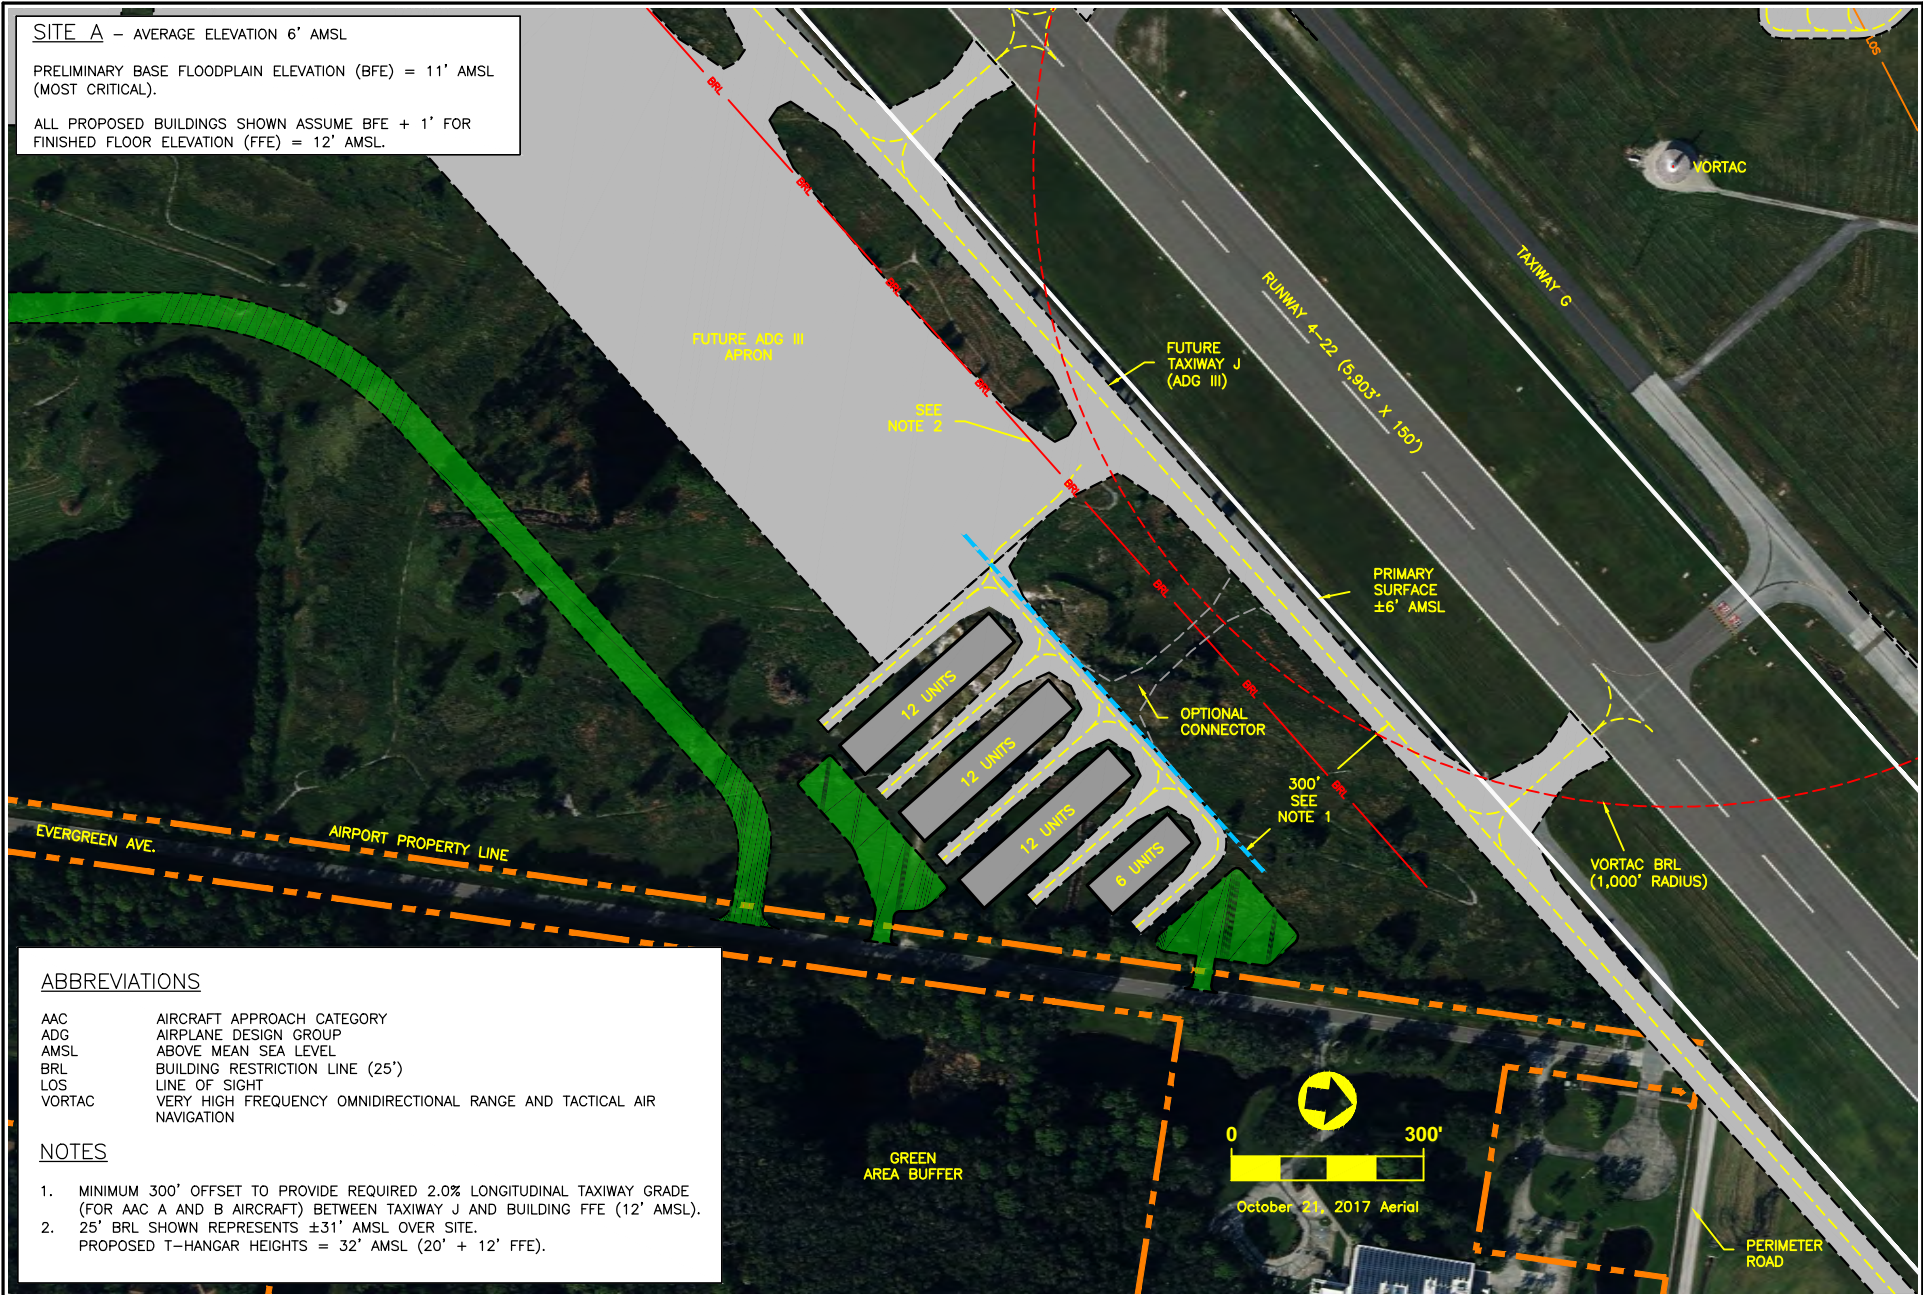 SITE A - AVERAGE ELEVATION 6' AMSL
PRELIMINARY BASE FLOODPLAIN ELEVATION (BFE) = 11' AMSL
(MOST CRITICAL).
ALL PROPOSED BUILDINGS SHOWN ASSUME BFE + 1' FOR
FINISHED FLOOR ELEVATION (FFE) = 12' AMSL.
BRL
BRL
BRL
BRL
BRL
BRL
BRL
BRL
LOS
VORTAC
TAXIWAY G
RUNWAY 4-22 (5,903' X 150')
FUTURE ADG III
APRON
FUTURE
TAXIWAY J
(ADG III)
SEE
NOTE 2
PRIMARY
SURFACE
±6' AMSL
12 UNITS
12 UNITS
12 UNITS
6 UNITS
OPTIONAL
CONNECTOR
300'
SEE
NOTE 1
VORTAC BRL
(1,000' RADIUS)
EVERGREEN AVE.
AIRPORT PROPERTY LINE
ABBREVIATIONS
AAC AIRCRAFT APPROACH CATEGORY
ADG AIRPLANE DESIGN GROUP
AMSL ABOVE MEAN SEA LEVEL
BRL BUILDING RESTRICTION LINE (25')
LOS LINE OF SIGHT
VORTAC VERY HIGH FREQUENCY OMNIDIRECTIONAL RANGE AND TACTICAL AIR
NAVIGATION
NOTES
1. MINIMUM 300' OFFSET TO PROVIDE REQUIRED 2.0% LONGITUDINAL TAXIWAY GRADE
(FOR AAC A AND B AIRCRAFT) BETWEEN TAXIWAY J AND BUILDING FFE (12' AMSL).
2. 25' BRL SHOWN REPRESENTS ±31' AMSL OVER SITE.
PROPOSED T-HANGAR HEIGHTS = 32' AMSL (20' + 12' FFE).
GREEN
AREA BUFFER
0 300'
October 21, 2017 Aerial
PERIMETER
ROAD